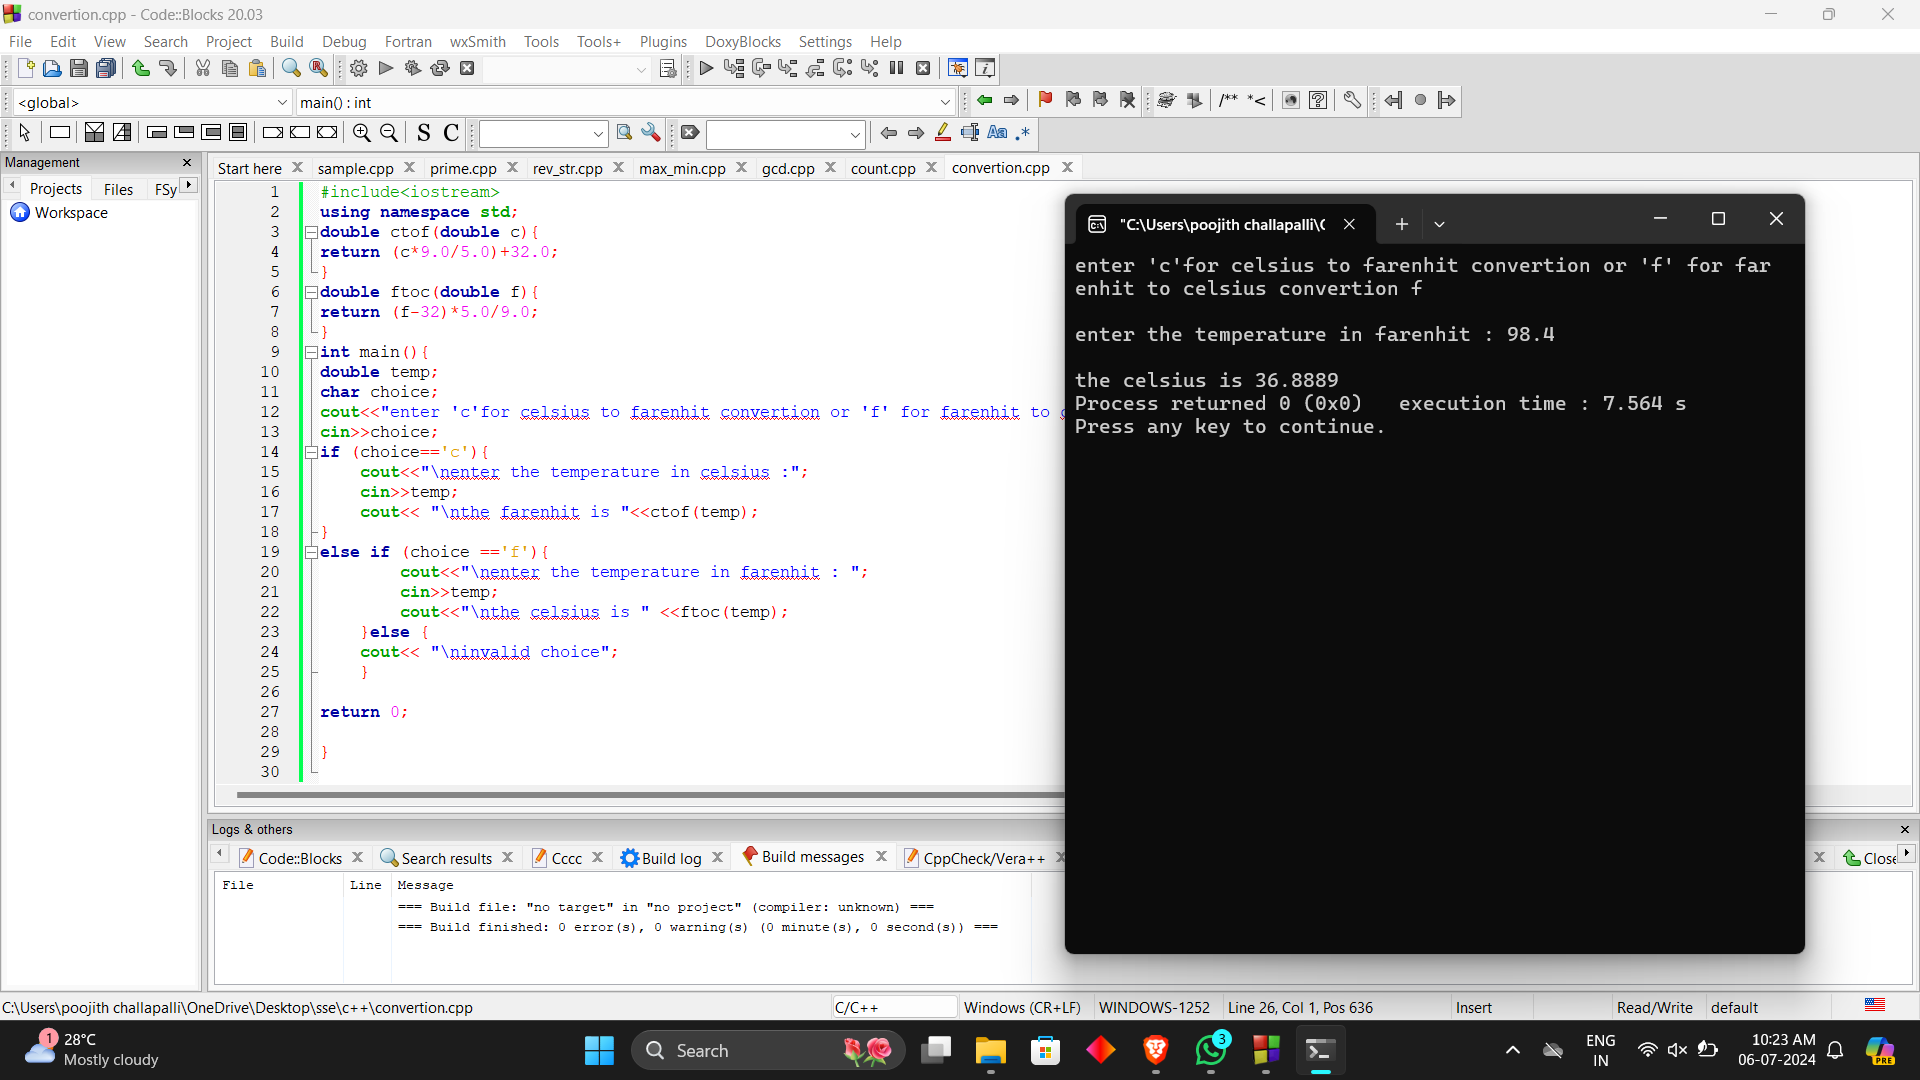 convertion.cpp - Code::Blocks 20.03
File Edit View Search Project Build Debug Fortran wxSmith Tools Tools+ Plugins DoxyBlocks Settings Help
<global> main() : int
/** *<
S C Aa .*
Management
Projects Files FSy
Workspace
Start here sample.cpp prime.cpp rev_str.cpp max_min.cpp gcd.cpp count.cpp convertion.cpp
1 #include<iostream>
2 using namespace std;
3 double ctof(double c){
4 return (c*9.0/5.0)+32.0;
5 }
6 double ftoc(double f){
7 return (f-32)*5.0/9.0;
8 }
9 int main(){
10 double temp;
11 char choice;
12 cout<<"enter 'c'for celsius to farenhit convertion or 'f' for farenhit to
13 cin>>choice;
14 if (choice=='c'){
15 cout<<"\nenter the temperature in celsius :";
16 cin>>temp;
17 cout<< "\nthe farenhit is "<<ctof(temp);
18 }
19 else if (choice =='f'){
20 cout<<"\nenter the temperature in farenhit : ";
21 cin>>temp;
22 cout<<"\nthe celsius is " <<ftoc(temp);
23 }else {
24 cout<< "\ninvalid choice";
25 }
26
27 return 0;
28
29 }
30
"C:\Users\poojith challapalli\C
enter 'c'for celsius to farenhit convertion or 'f' for far
enhit to celsius convertion f
enter the temperature in farenhit : 98.4
the celsius is 36.8889
Process returned 0 (0x0) execution time : 7.564 s
Press any key to continue.
Logs & others
Code::Blocks Search results Cccc Build log Build messages CppCheck/Vera++ Close
File Line Message
=== Build file: "no target" in "no project" (compiler: unknown) ===
=== Build finished: 0 error(s), 0 warning(s) (0 minute(s), 0 second(s)) ===
C:\Users\poojith challapalli\OneDrive\Desktop\sse\c++\convertion.cpp C/C++ Windows (CR+LF) WINDOWS-1252 Line 26, Col 1, Pos 636 Insert Read/Write default
1 28°C
Mostly cloudy
Search
3
ENG
IN
10:23 AM
06-07-2024
PRE